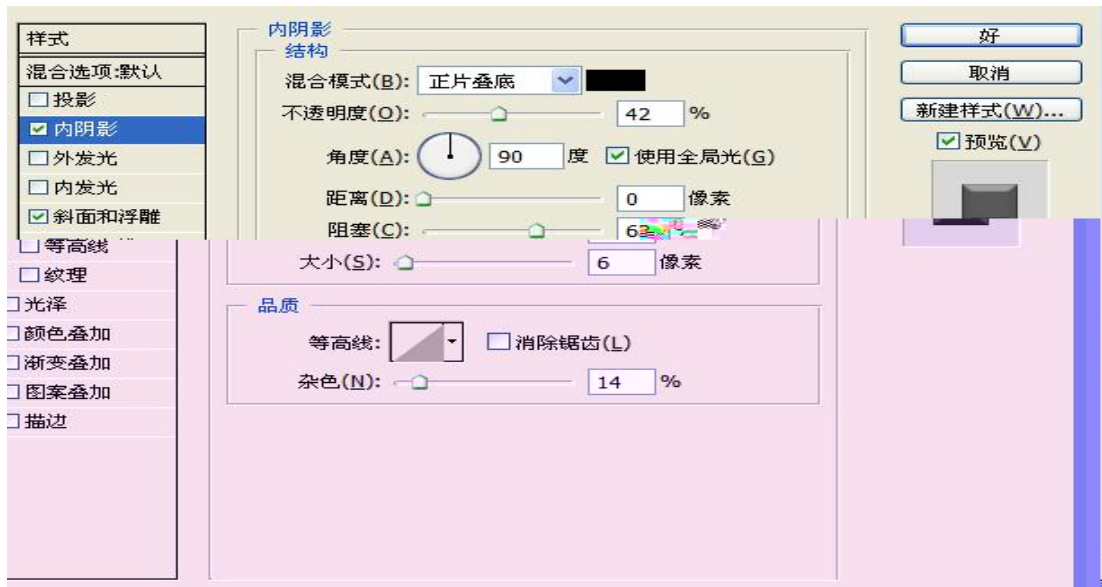 样式
混合选项:默认
投影
内阴影
外发光
内发光
斜面和浮雕
等高线
纹理
光泽
颜色叠加
渐变叠加
图案叠加
描边
内阴影
结构
混合模式(B): 正片叠底
不透明度(O): 42 %
角度(A): 90 度 使用全局光(G)
距离(D): 0 像素
阻塞(C):
大小(S): 6 像素
品质
等高线: 消除锯齿(L)
杂色(N): 14 %
好
取消
新建样式(W)...
预览(V)